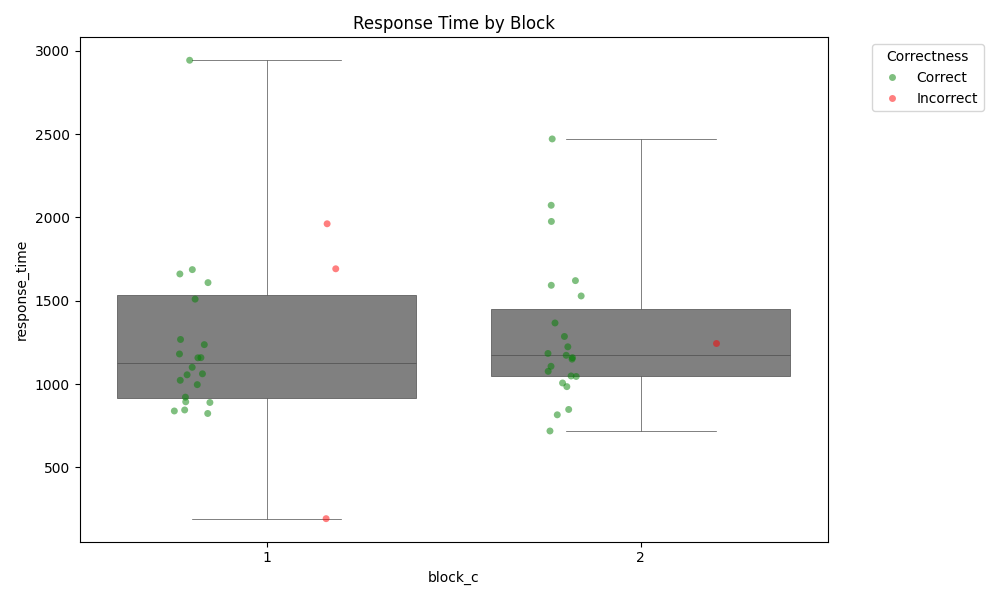 Response Time by Block
Correctness
Correct
Incorrect
3000
2500
2000
1500
1000
500
response_time
1
2
block_c